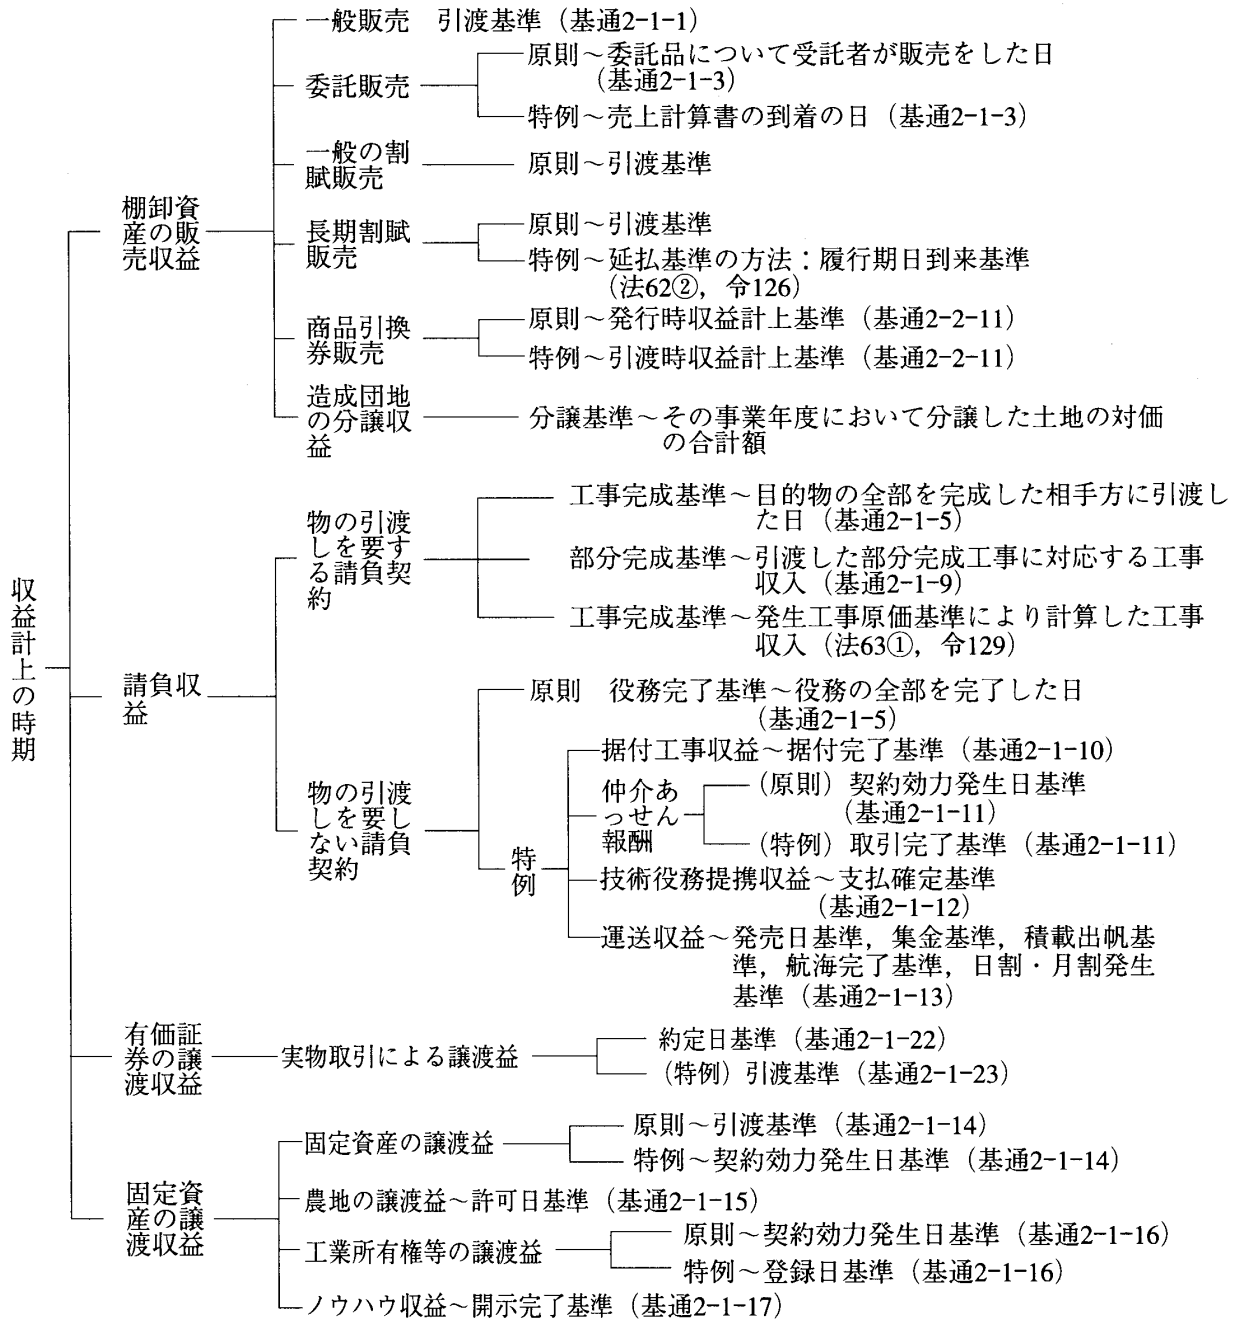 収益計上の時期
棚卸資
産の販
売収益
一般販売 引渡基準(基通2-1-1)
委託販売
原則～委託品について受託者が販売をした日
(基通2-1-3)
特例～売上計算書の到着の日(基通2-1-3)
一般の割
賦販売
原則～引渡基準
長期割賦
販売
原則～引渡基準
特例～延払基準の方法：履行期日到来基準
(法62②，令126)
商品引換
券販売
原則～発行時収益計上基準(基通2-2-11)
特例～引渡時収益計上基準(基通2-2-11)
造成団地
の分譲収
益
分譲基準～その事業年度において分譲した土地の対価
の合計額
請負収
益
物の引渡
しを要す
る請負契
約
工事完成基準～目的物の全部を完成した相手方に引渡し
た日(基通2-1-5)
部分完成基準～引渡した部分完成工事に対応する工事
収入(基通2-1-9)
工事完成基準～発生工事原価基準により計算した工事
収入(法63①，令129)
物の引渡
しを要し
ない請負
契約
原則 役務完了基準～役務の全部を完了した日
(基通2-1-5)
特例
据付工事収益～据付完了基準(基通2-1-10)
仲介あ
っせん
報酬
(原則)契約効力発生日基準
(基通2-1-11)
(特例)取引完了基準(基通2-1-11)
技術役務提携収益～支払確定基準
(基通2-1-12)
運送収益～発売日基準，集金基準，積載出帆基
準，航海完了基準，日割・月割発生
基準(基通2-1-13)
有価証
券の譲
渡収益
実物取引による譲渡益
約定日基準(基通2-1-22)
(特例)引渡基準(基通2-1-23)
固定資
産の譲
渡収益
固定資産の譲渡益
原則～引渡基準(基通2-1-14)
特例～契約効力発生日基準(基通2-1-14)
農地の譲渡益～許可日基準(基通2-1-15)
工業所有権等の譲渡益
原則～契約効力発生日基準(基通2-1-16)
特例～登録日基準(基通2-1-16)
ノウハウ収益～開示完了基準(基通2-1-17)